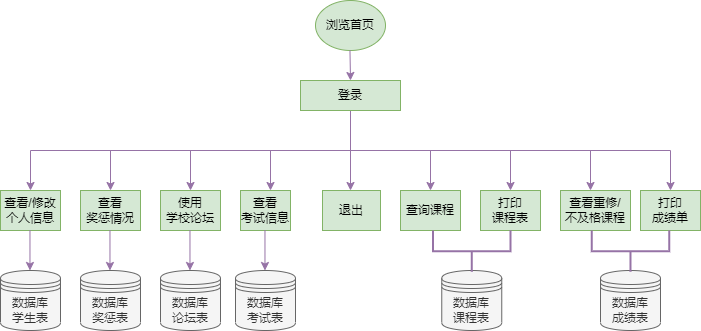 浏览首页
登录
查看/修改
个人信息
查看
奖惩情况
使用
学校论坛
查看
考试信息
退出
查询课程
打印
课程表
查看重修/
不及格课程
打印
成绩单
数据库
学生表
数据库
奖惩表
数据库
论坛表
数据库
考试表
数据库
课程表
数据库
成绩表